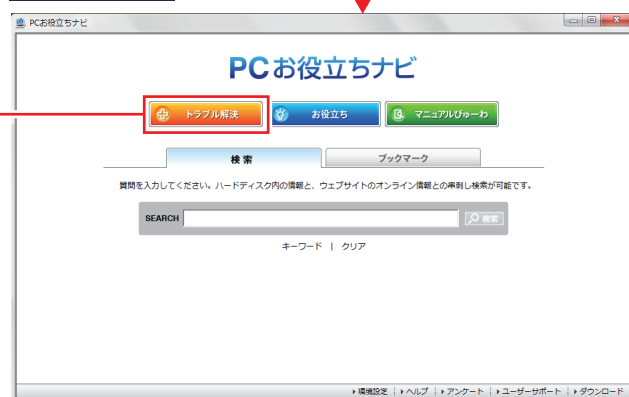 PCお役立ちナビ
PCお役立ちナビ
トラブル解決 お役立ち マニュアルびゅーわ
検索 ブックマーク
質問を入力してください。ハードディスク内の情報と、ウェブサイトのオンライン情報との串刺し検索が可能です。
SEARCH 検索
キーワード | クリア
環境設定 | ヘルプ | アンケート | ユーザーサポート | ダウンロード